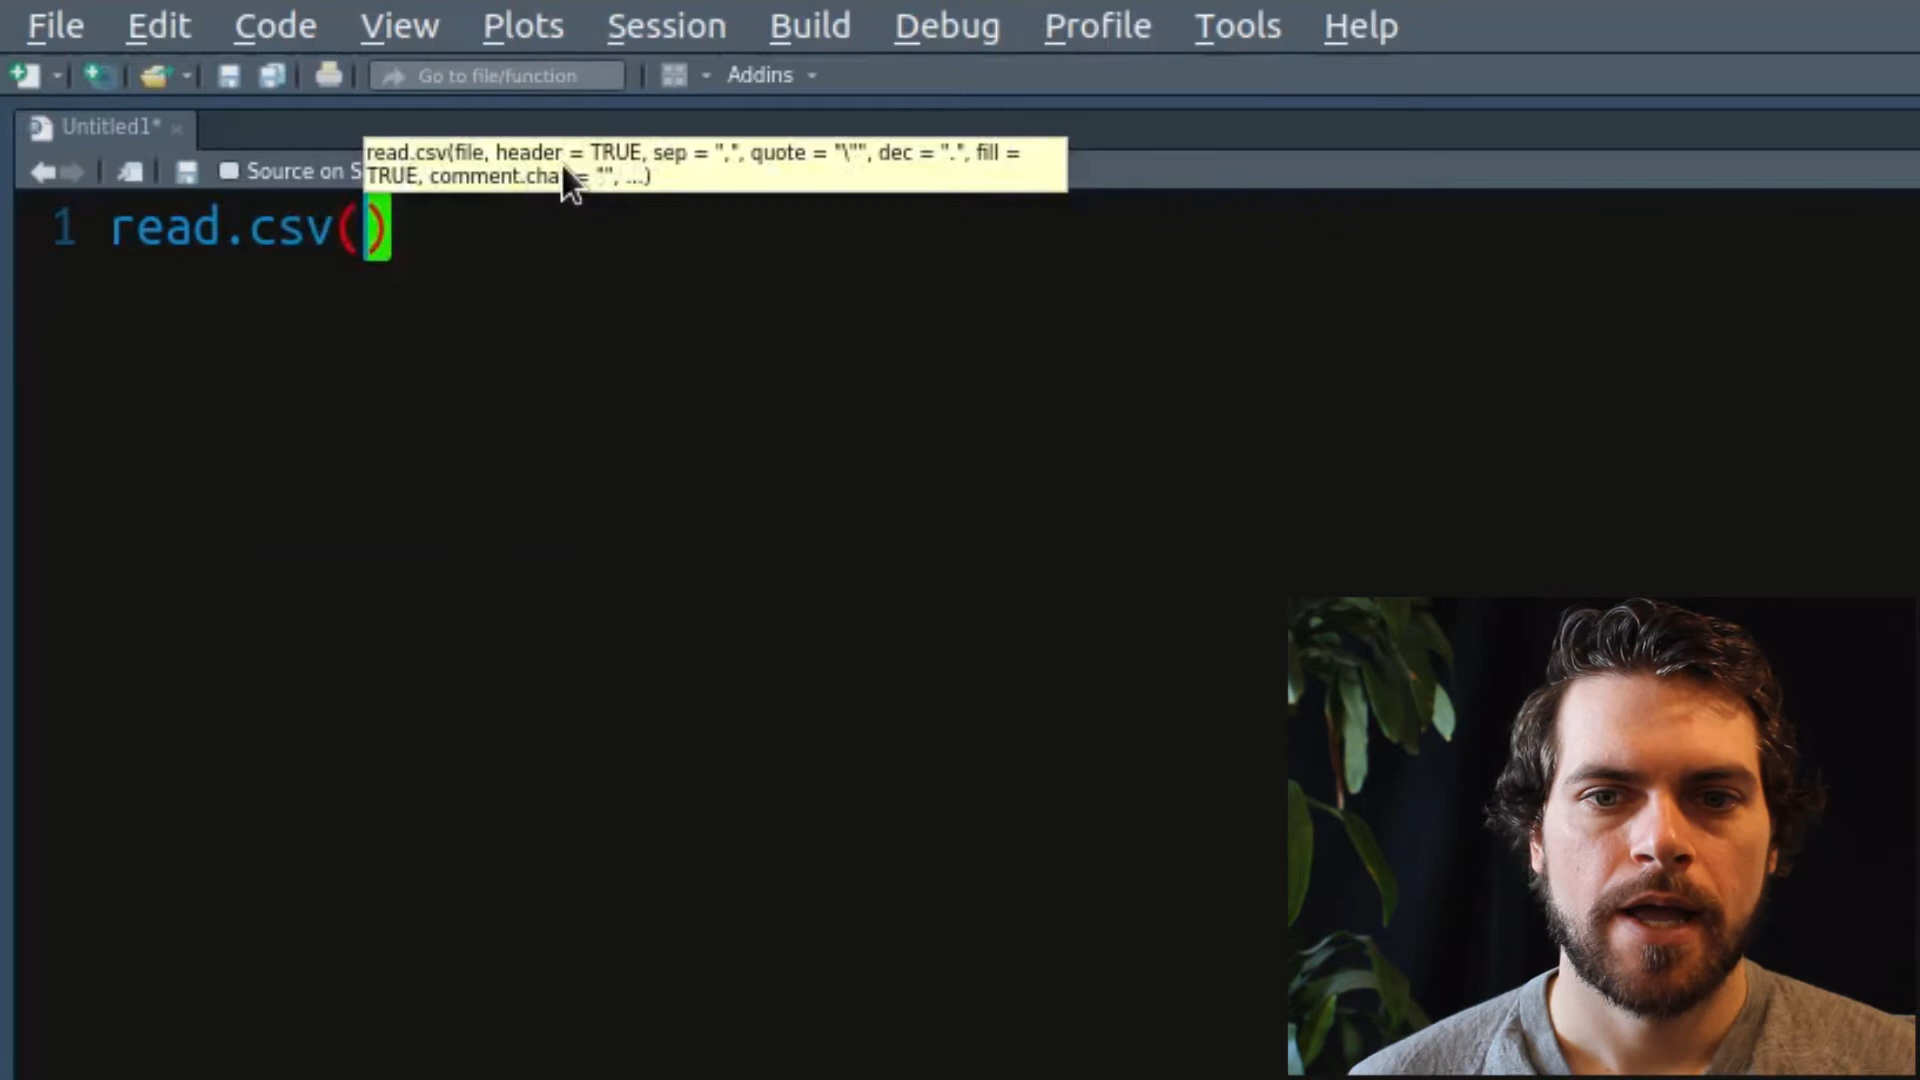 File Edit Code View Plots Session Build Debug Profile Tools Help
Go to file/function Addins
Untitled1*
read.csv(file, header = TRUE, sep = ",", quote = "\"", dec = ".", fill =
TRUE, comment.cha = "", ...)
Source on S
1 read.csv()